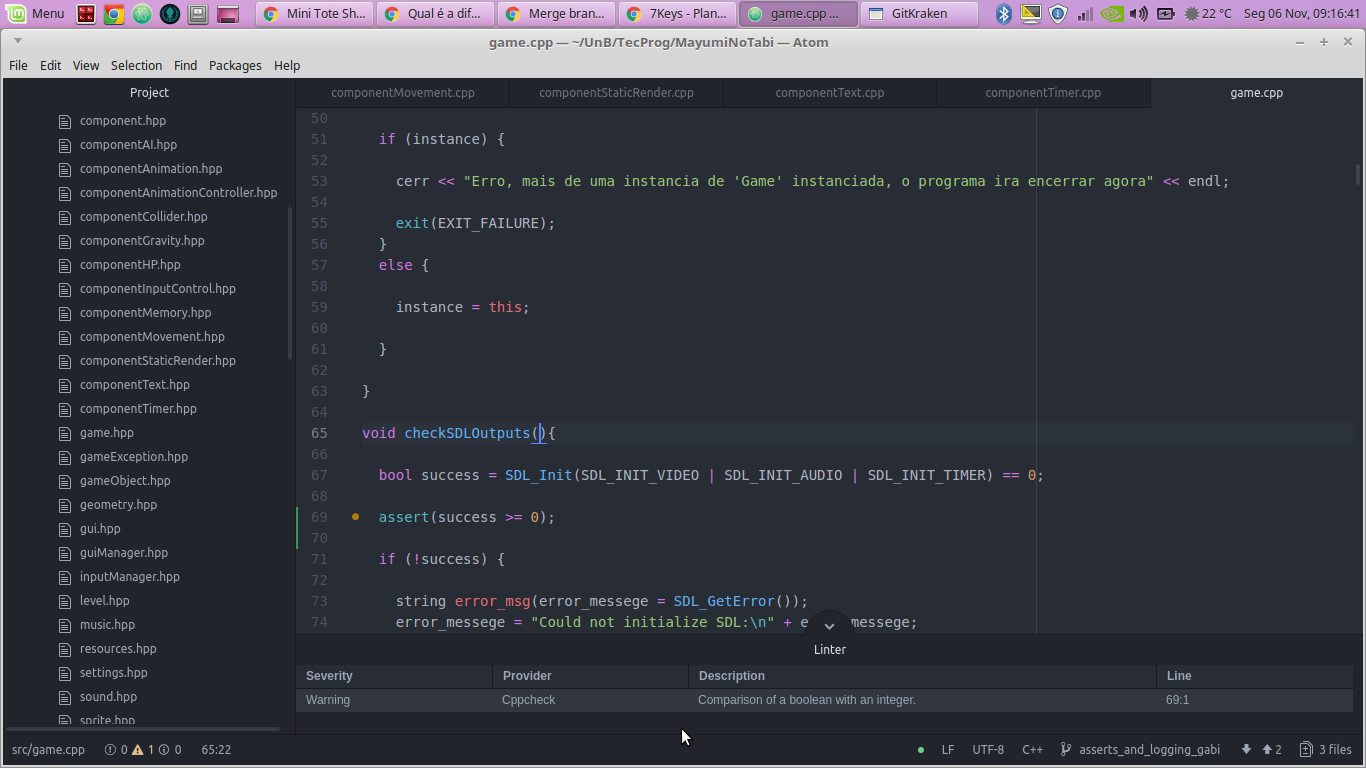 Menu Mini Tote Sh... Qual é a dif... Merge bran... 7Keys - Plan... game.cpp ... GitKraken 22 °C Seg 06 Nov, 09:16:41
game.cpp — ~/UnB/TecProg/MayumiNoTabi — Atom
File Edit View Selection Find Packages Help
Project
component.hpp
componentAI.hpp
componentAnimation.hpp
componentAnimationController.hpp
componentCollider.hpp
componentGravity.hpp
componentHP.hpp
componentInputControl.hpp
componentMemory.hpp
componentMovement.hpp
componentStaticRender.hpp
componentText.hpp
componentTimer.hpp
game.hpp
gameException.hpp
gameObject.hpp
geometry.hpp
gui.hpp
guiManager.hpp
inputManager.hpp
level.hpp
music.hpp
resources.hpp
settings.hpp
sound.hpp
sprite.hpp
componentMovement.cpp componentStaticRender.cpp componentText.cpp componentTimer.cpp game.cpp
50
51 if (instance) {
52
53 cerr << "Erro, mais de uma instancia de 'Game' instanciada, o programa ira encerrar agora" << endl;
54
55 exit(EXIT_FAILURE);
56 }
57 else {
58
59 instance = this;
60
61 }
62
63 }
64
65 void checkSDLOutputs(){
66
67 bool success = SDL_Init(SDL_INIT_VIDEO | SDL_INIT_AUDIO | SDL_INIT_TIMER) == 0;
68
69 assert(success >= 0);
70
71 if (!success) {
72
73 string error_msg(error_messege = SDL_GetError());
74 error_messege = "Could not initialize SDL:\n" + e messege;
Linter
Severity Provider Description Line
Warning Cppcheck Comparison of a boolean with an integer. 69:1
src/game.cpp 0 1 0 65:22 LF UTF-8 C++ asserts_and_logging_gabi 2 3 files